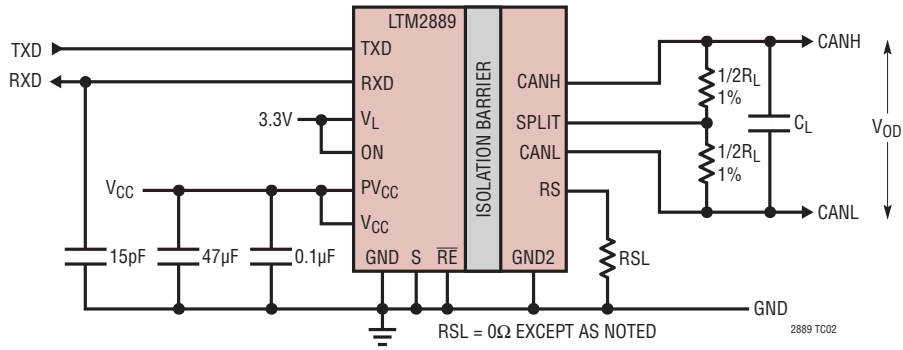 LTM2889
TXD
TXD
RXD
RXD
3.3V
VL
ON
VCC
PVCC
VCC
15pF
47µF
0.1µF
GND
S
RE
ISOLATION BARRIER
CANH
SPLIT
CANL
RS
GND2
RSL
1/2RL
1%
1/2RL
1%
CL
CANH
VOD
CANL
GND
RSL = 0Ω EXCEPT AS NOTED
2889 TC02